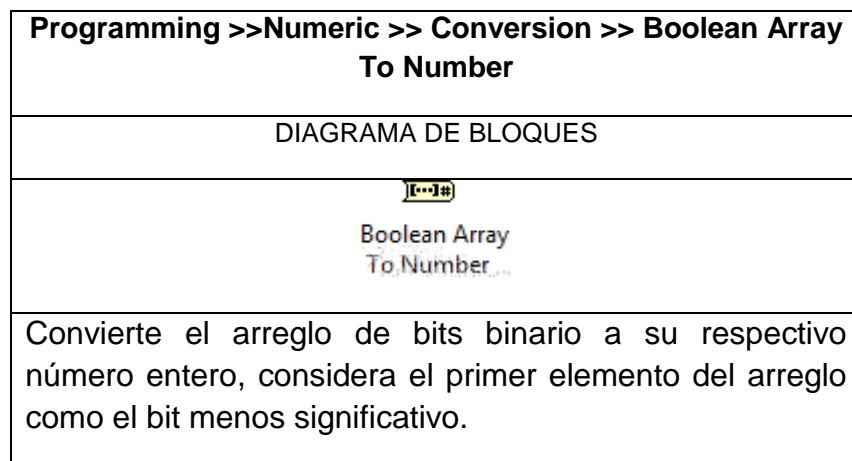 Programming >>Numeric >> Conversion >> Boolean Array
To Number
DIAGRAMA DE BLOQUES
][···]#)
Boolean Array
To Number ...
Convierte el arreglo de bits binario a su respectivo
número entero, considera el primer elemento del arreglo
como el bit menos significativo.